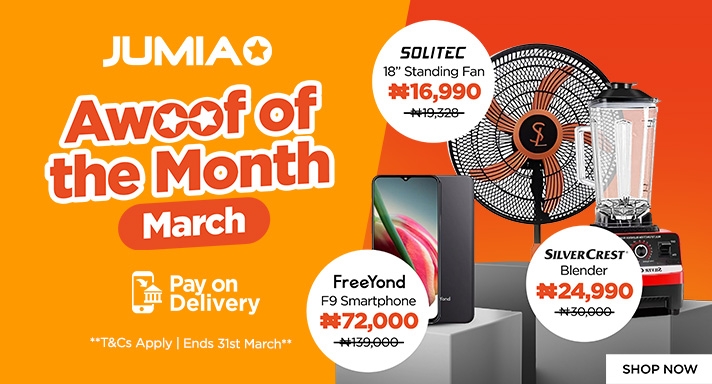 JUMIA
Awoof of
the Month
March
Pay on
Delivery
**T&Cs Apply | Ends 31st March**
SOLITEC
18” Standing Fan
₦16,990
₦19,328
FreeYond
F9 Smartphone
₦72,000
₦139,000
SILVERCREST®
Blender
₦24,990
₦30,000
SHOP NOW